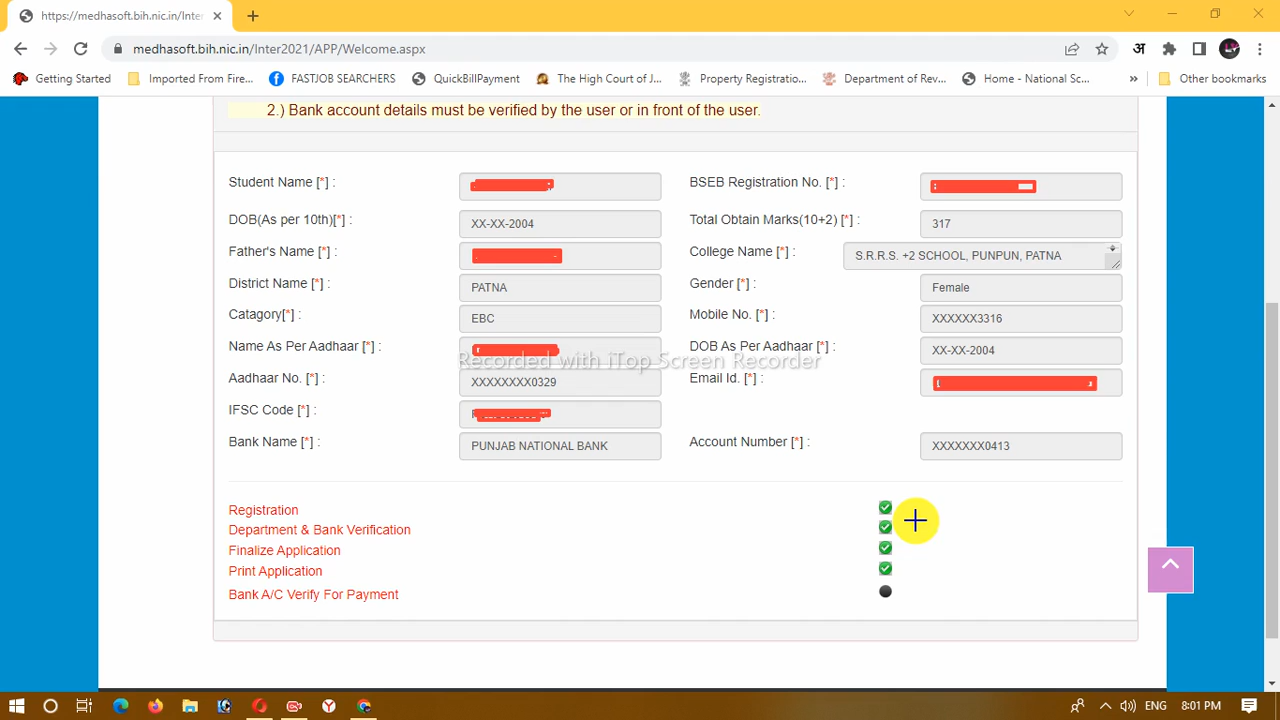 https://medhasoft.bih.nic.in/Inter
medhasoft.bih.nic.in/Inter2021/APP/Welcome.aspx
अ
Getting Started Imported From Fire... FASTJOB SEARCHERS QuickBillPayment The High Court of J... Property Registratio... Department of Rev... Home - National Sc... » Other bookmarks
2.) Bank account details must be verified by the user or in front of the user.
Student Name [*] : BSEB Registration No. [*] :
DOB(As per 10th)[*] : XX-XX-2004 Total Obtain Marks(10+2) [*] : 317
Father's Name [*] : College Name [*] : S.R.R.S. +2 SCHOOL, PUNPUN, PATNA
District Name [*] : PATNA Gender [*] : Female
Catagory[*] : EBC Mobile No. [*] : XXXXXX3316
Name As Per Aadhaar [*] : DOB As Per Aadhaar [*] : XX-XX-2004
Recorded with iTop Screen Recorder
Aadhaar No. [*] : XXXXXXXX0329 Email Id. [*] :
IFSC Code [*] :
Bank Name [*] : PUNJAB NATIONAL BANK Account Number [*] : XXXXXXX0413
Registration
Department & Bank Verification
Finalize Application
Print Application
Bank A/C Verify For Payment
ENG 8:01 PM